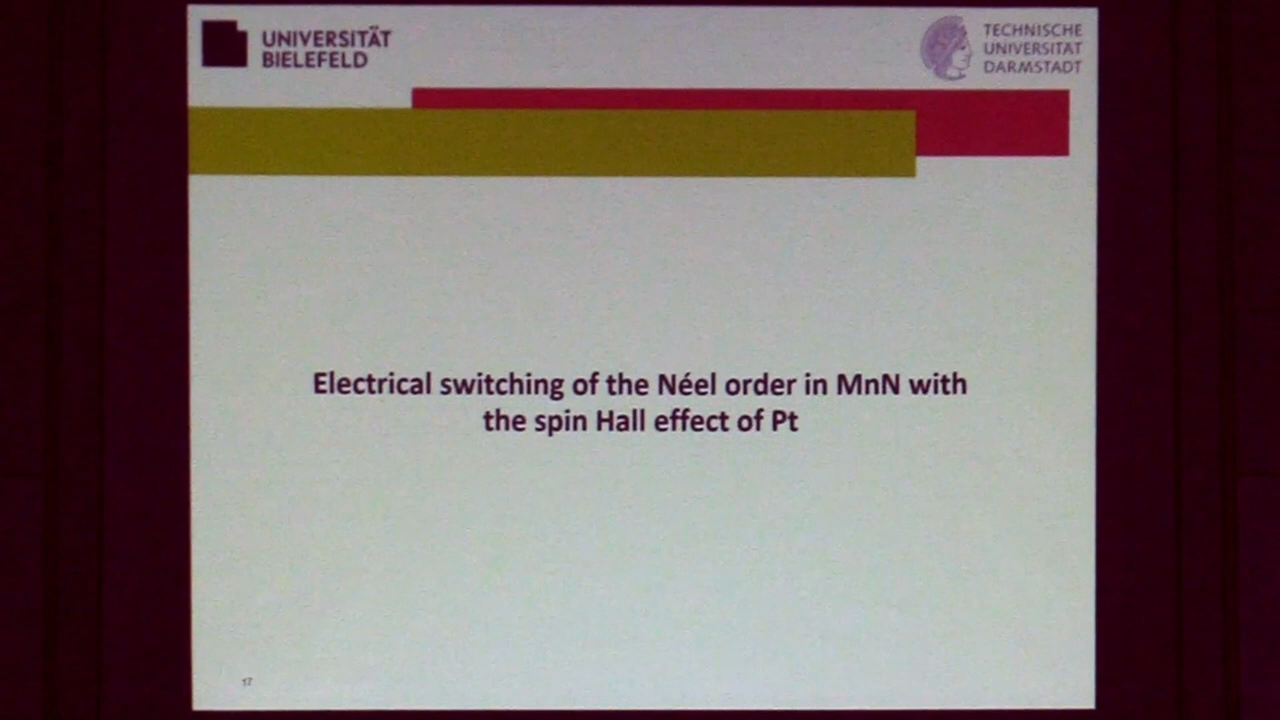 UNIVERSITÄT
BIELEFELD
TECHNISCHE
UNIVERSITÄT
DARMSTADT
Electrical switching of the Néel order in MnN with
the spin Hall effect of Pt
17